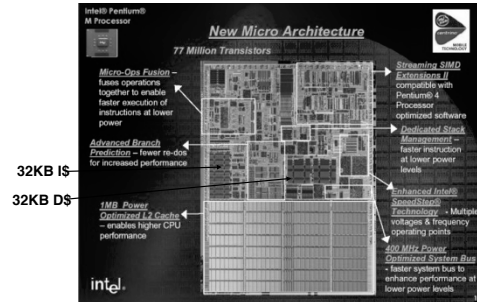 Intel® Pentium®
M Processor
New Micro Architecture
77 Million Transistors
Micro-Ops Fusion –
fuses operations
together to enable
faster execution of
instructions at lower
power
Advanced Branch
Prediction – fewer re-dos
for increased performance
32KB I$
32KB D$
1MB Power
Optimized L2 Cache
– enables higher CPU
performance
intel.
MOBILE
TECHNOLOGY
Streaming SIMD
Extensions II
compatible with
Pentium® 4
Processor
optimized software
Dedicated Stack
Management –
faster instruction
at lower power
levels
Enhanced Intel®
SpeedStep®
Technology - Multiple
voltages & frequency
operating points
400 MHz Power
Optimized System Bus
- faster system bus to
enhance performance at
lower power levels